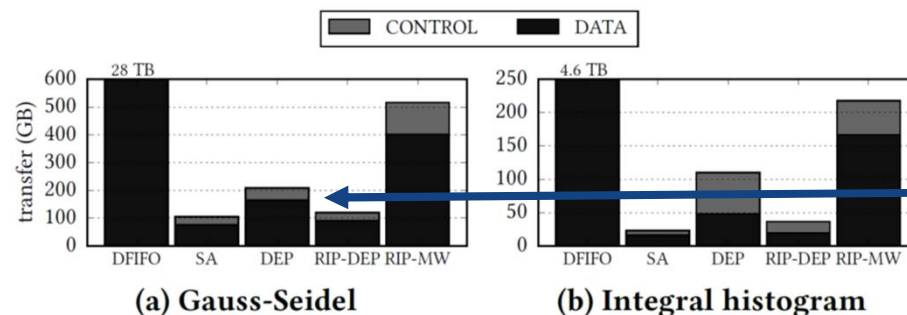 CONTROL DATA
28 TB
600
500
400
300
200
100
0
transfer (GB)
DFIFO SA DEP RIP-DEP RIP-MW
(a) Gauss-Seidel
4.6 TB
250
200
150
100
50
0
DFIFO SA DEP RIP-DEP RIP-MW
(b) Integral histogram